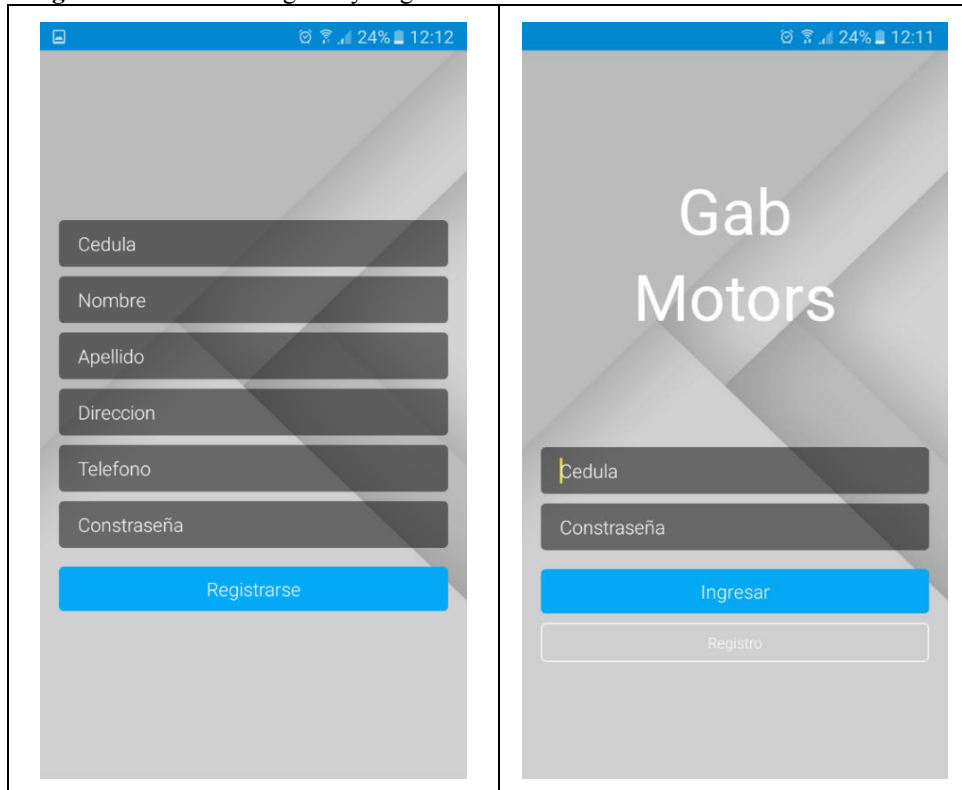 24% 12:12
Cedula
Nombre
Apellido
Direccion
Telefono
Constraseña
Registrarse
24% 12:11
Gab
Motors
Cedula
Constraseña
Ingresar
Registro